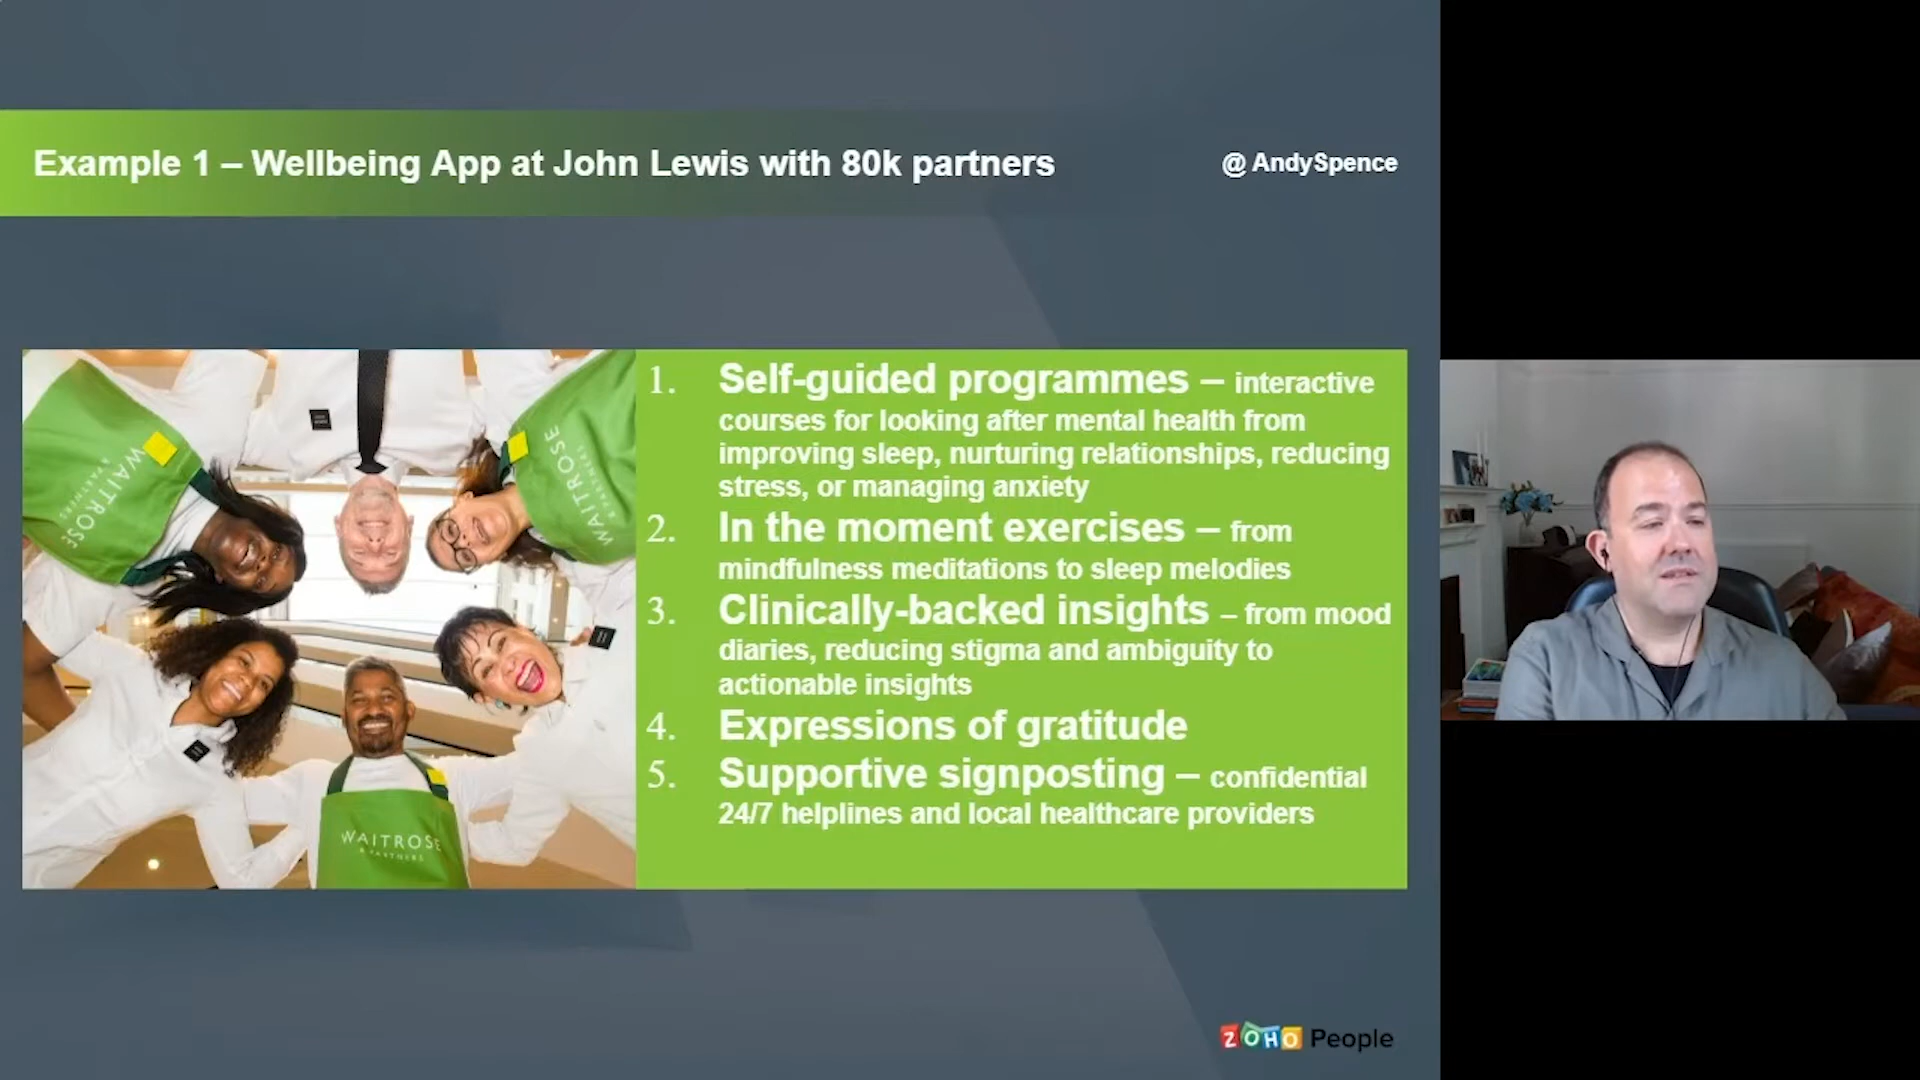 Example 1 – Wellbeing App at John Lewis with 80k partners
@ AndySpence
WAITROSE
& PARTNERS
WAITROSE
& PARTNERS
WAITROSE
& PARTNERS
1. Self-guided programmes – interactive
courses for looking after mental health from
improving sleep, nurturing relationships, reducing
stress, or managing anxiety
2. In the moment exercises – from
mindfulness meditations to sleep melodies
3. Clinically-backed insights – from mood
diaries, reducing stigma and ambiguity to
actionable insights
4. Expressions of gratitude
5. Supportive signposting – confidential
24/7 helplines and local healthcare providers
ZOHO People